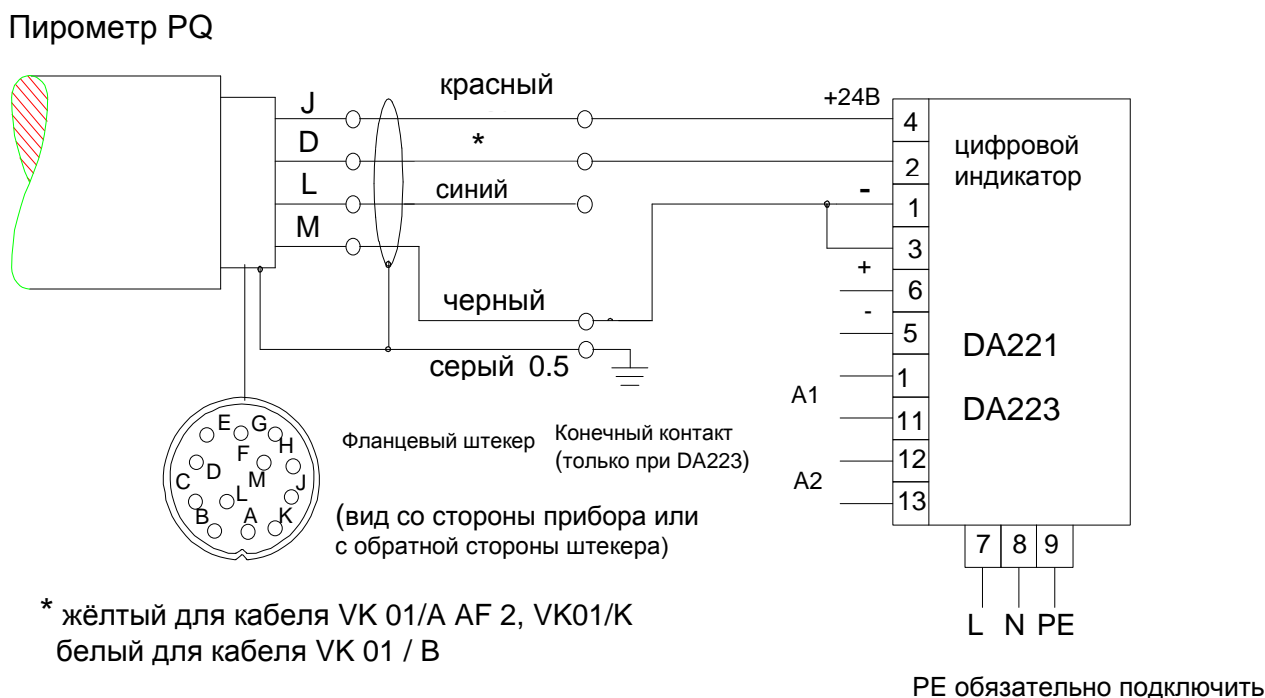 Пирометр PQ
J
красный
+24В
4
D
*
2
цифровой
индикатор
L
синий
-
1
M
3
+
6
черный
-
5
DA221
серый 0.5
1
A1
11
DA223
Фланцевый штекер
Конечный контакт
(только при DA223)
12
A2
13
E G
F H
C D M J
L
B A K
(вид со стороны прибора или
с обратной стороны штекера)
7 8 9
L N PE
* жёлтый для кабеля VK 01/A AF 2, VK01/K
белый для кабеля VK 01 / B
PE обязательно подключить